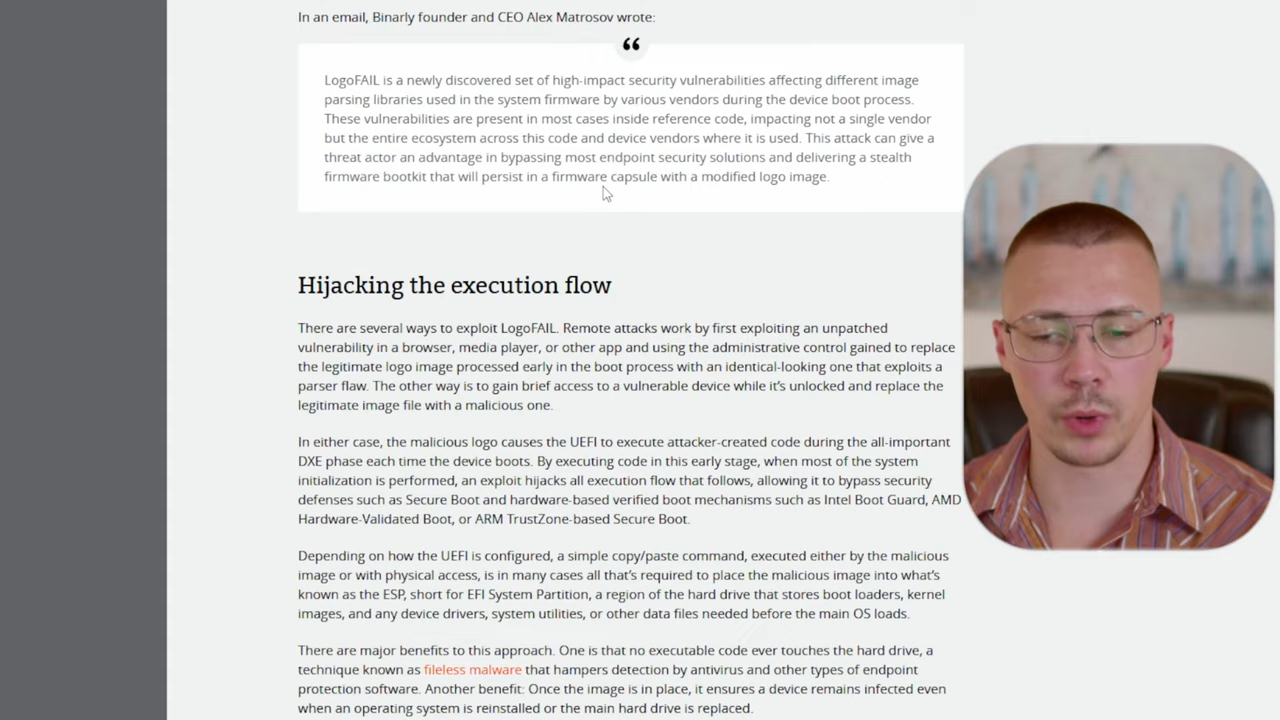 In an email, Binarly founder and CEO Alex Matrosov wrote:
“
LogoFAIL is a newly discovered set of high-impact security vulnerabilities affecting different image
parsing libraries used in the system firmware by various vendors during the device boot process.
These vulnerabilities are present in most cases inside reference code, impacting not a single vendor
but the entire ecosystem across this code and device vendors where it is used. This attack can give a
threat actor an advantage in bypassing most endpoint security solutions and delivering a stealth
firmware bootkit that will persist in a firmware capsule with a modified logo image.
Hijacking the execution flow
There are several ways to exploit LogoFAIL. Remote attacks work by first exploiting an unpatched
vulnerability in a browser, media player, or other app and using the administrative control gained to replace
the legitimate logo image processed early in the boot process with an identical-looking one that exploits a
parser flaw. The other way is to gain brief access to a vulnerable device while it’s unlocked and replace the
legitimate image file with a malicious one.
In either case, the malicious logo causes the UEFI to execute attacker-created code during the all-important
DXE phase each time the device boots. By executing code in this early stage, when most of the system
initialization is performed, an exploit hijacks all execution flow that follows, allowing it to bypass security
defenses such as Secure Boot and hardware-based verified boot mechanisms such as Intel Boot Guard, AMD
Hardware-Validated Boot, or ARM TrustZone-based Secure Boot.
Depending on how the UEFI is configured, a simple copy/paste command, executed either by the malicious
image or with physical access, is in many cases all that’s required to place the malicious image into what’s
known as the ESP, short for EFI System Partition, a region of the hard drive that stores boot loaders, kernel
images, and any device drivers, system utilities, or other data files needed before the main OS loads.
There are major benefits to this approach. One is that no executable code ever touches the hard drive, a
technique known as fileless malware that hampers detection by antivirus and other types of endpoint
protection software. Another benefit: Once the image is in place, it ensures a device remains infected even
when an operating system is reinstalled or the main hard drive is replaced.